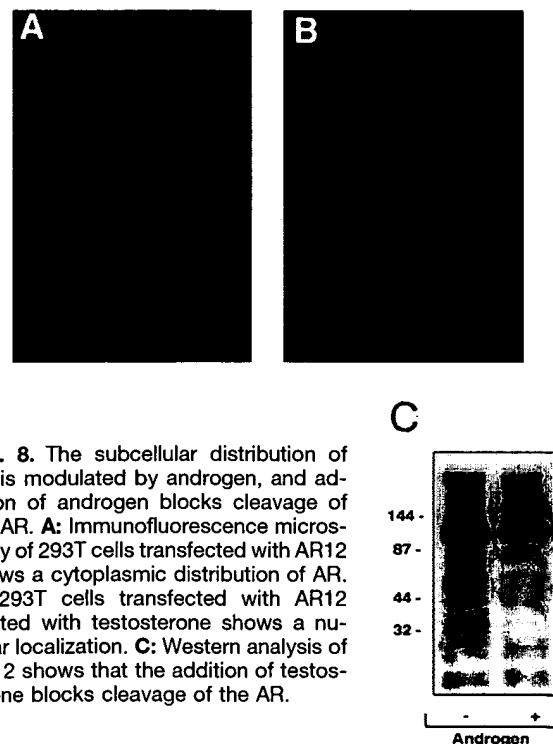 A
B
. 8. The subcellular distribution of
is modulated by androgen, and ad-
on of androgen blocks cleavage of
AR. A: Immunofluorescence micros-
y of 293T cells transfected with AR12
ws a cytoplasmic distribution of AR.
293T cells transfected with AR12
ted with testosterone shows a nu-
ar localization. C: Western analysis of
2 shows that the addition of testos-
ne blocks cleavage of the AR.
C
144 -
87 -
44 -
32 -
- +
Androgen